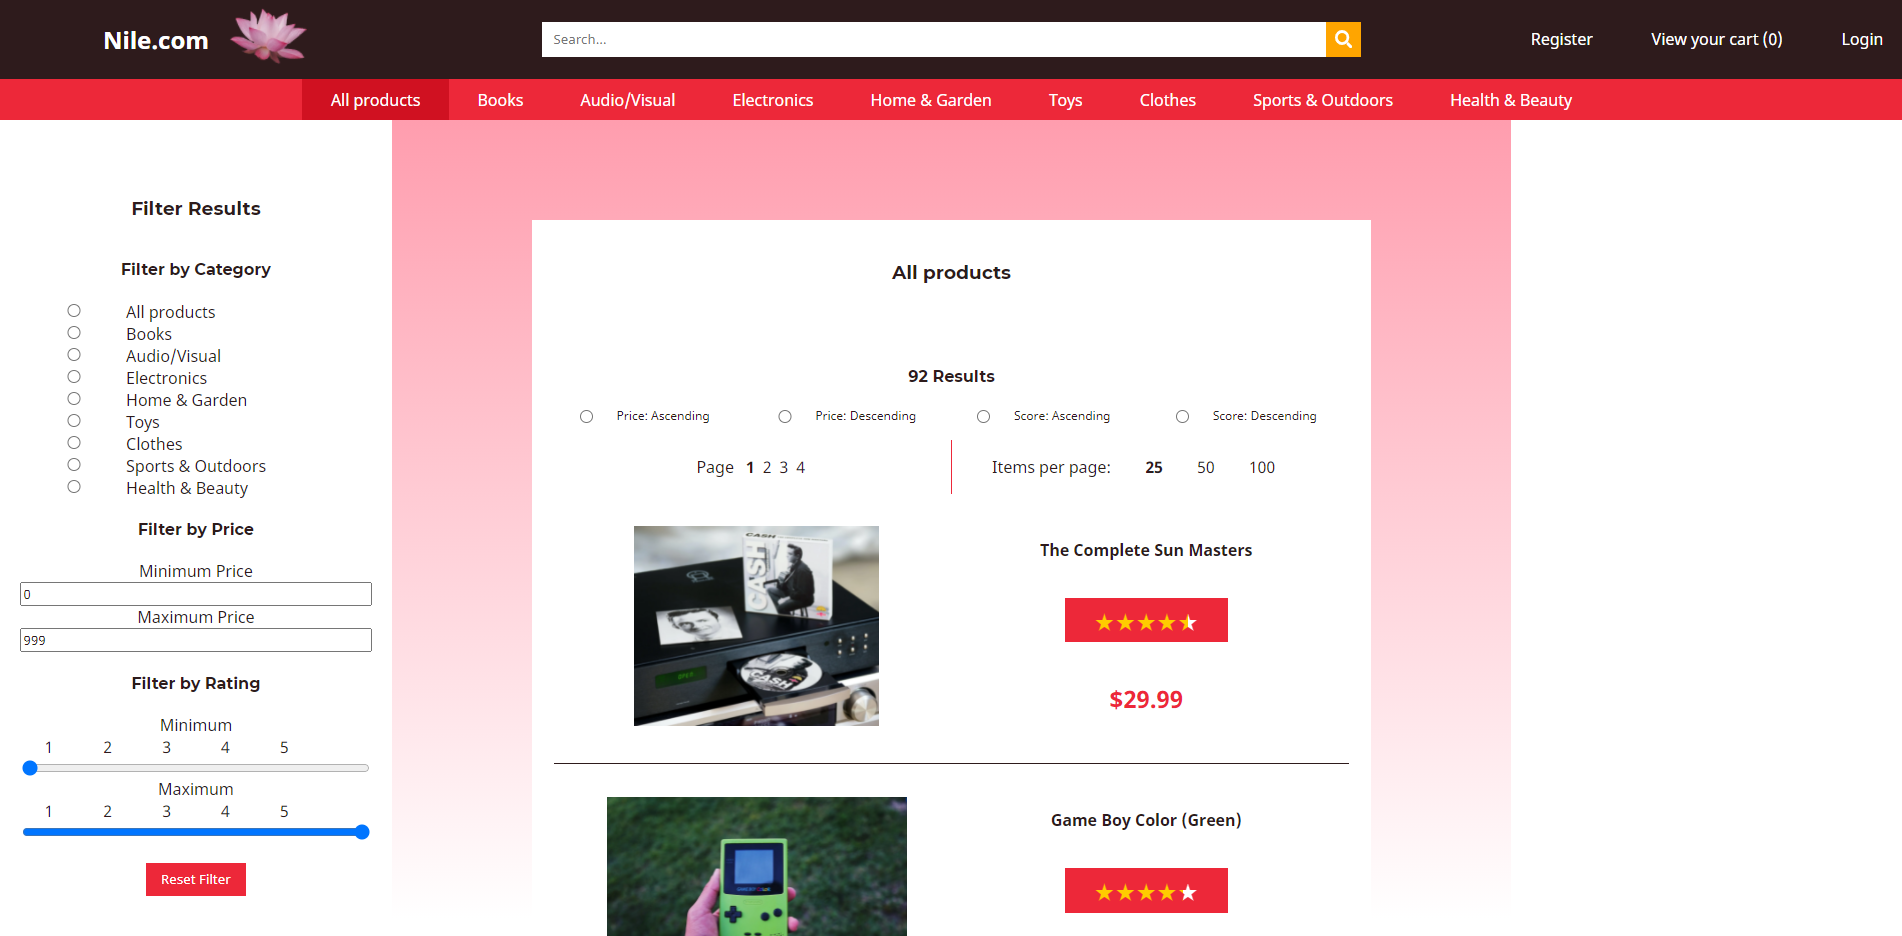 Nile.com
Search...
Register
View your cart (0)
Login
All products
Books
Audio/Visual
Electronics
Home & Garden
Toys
Clothes
Sports & Outdoors
Health & Beauty
Filter Results
Filter by Category
All products
Books
Audio/Visual
Electronics
Home & Garden
Toys
Clothes
Sports & Outdoors
Health & Beauty
Filter by Price
Minimum Price
0
Maximum Price
999
Filter by Rating
Minimum
1 2 3 4 5
Maximum
1 2 3 4 5
Reset Filter
All products
92 Results
Price: Ascending
Price: Descending
Score: Ascending
Score: Descending
Page 1 2 3 4
Items per page: 25 50 100
CASH
CASH
CASH
The Complete Sun Masters
$29.99
Game Boy Color (Green)